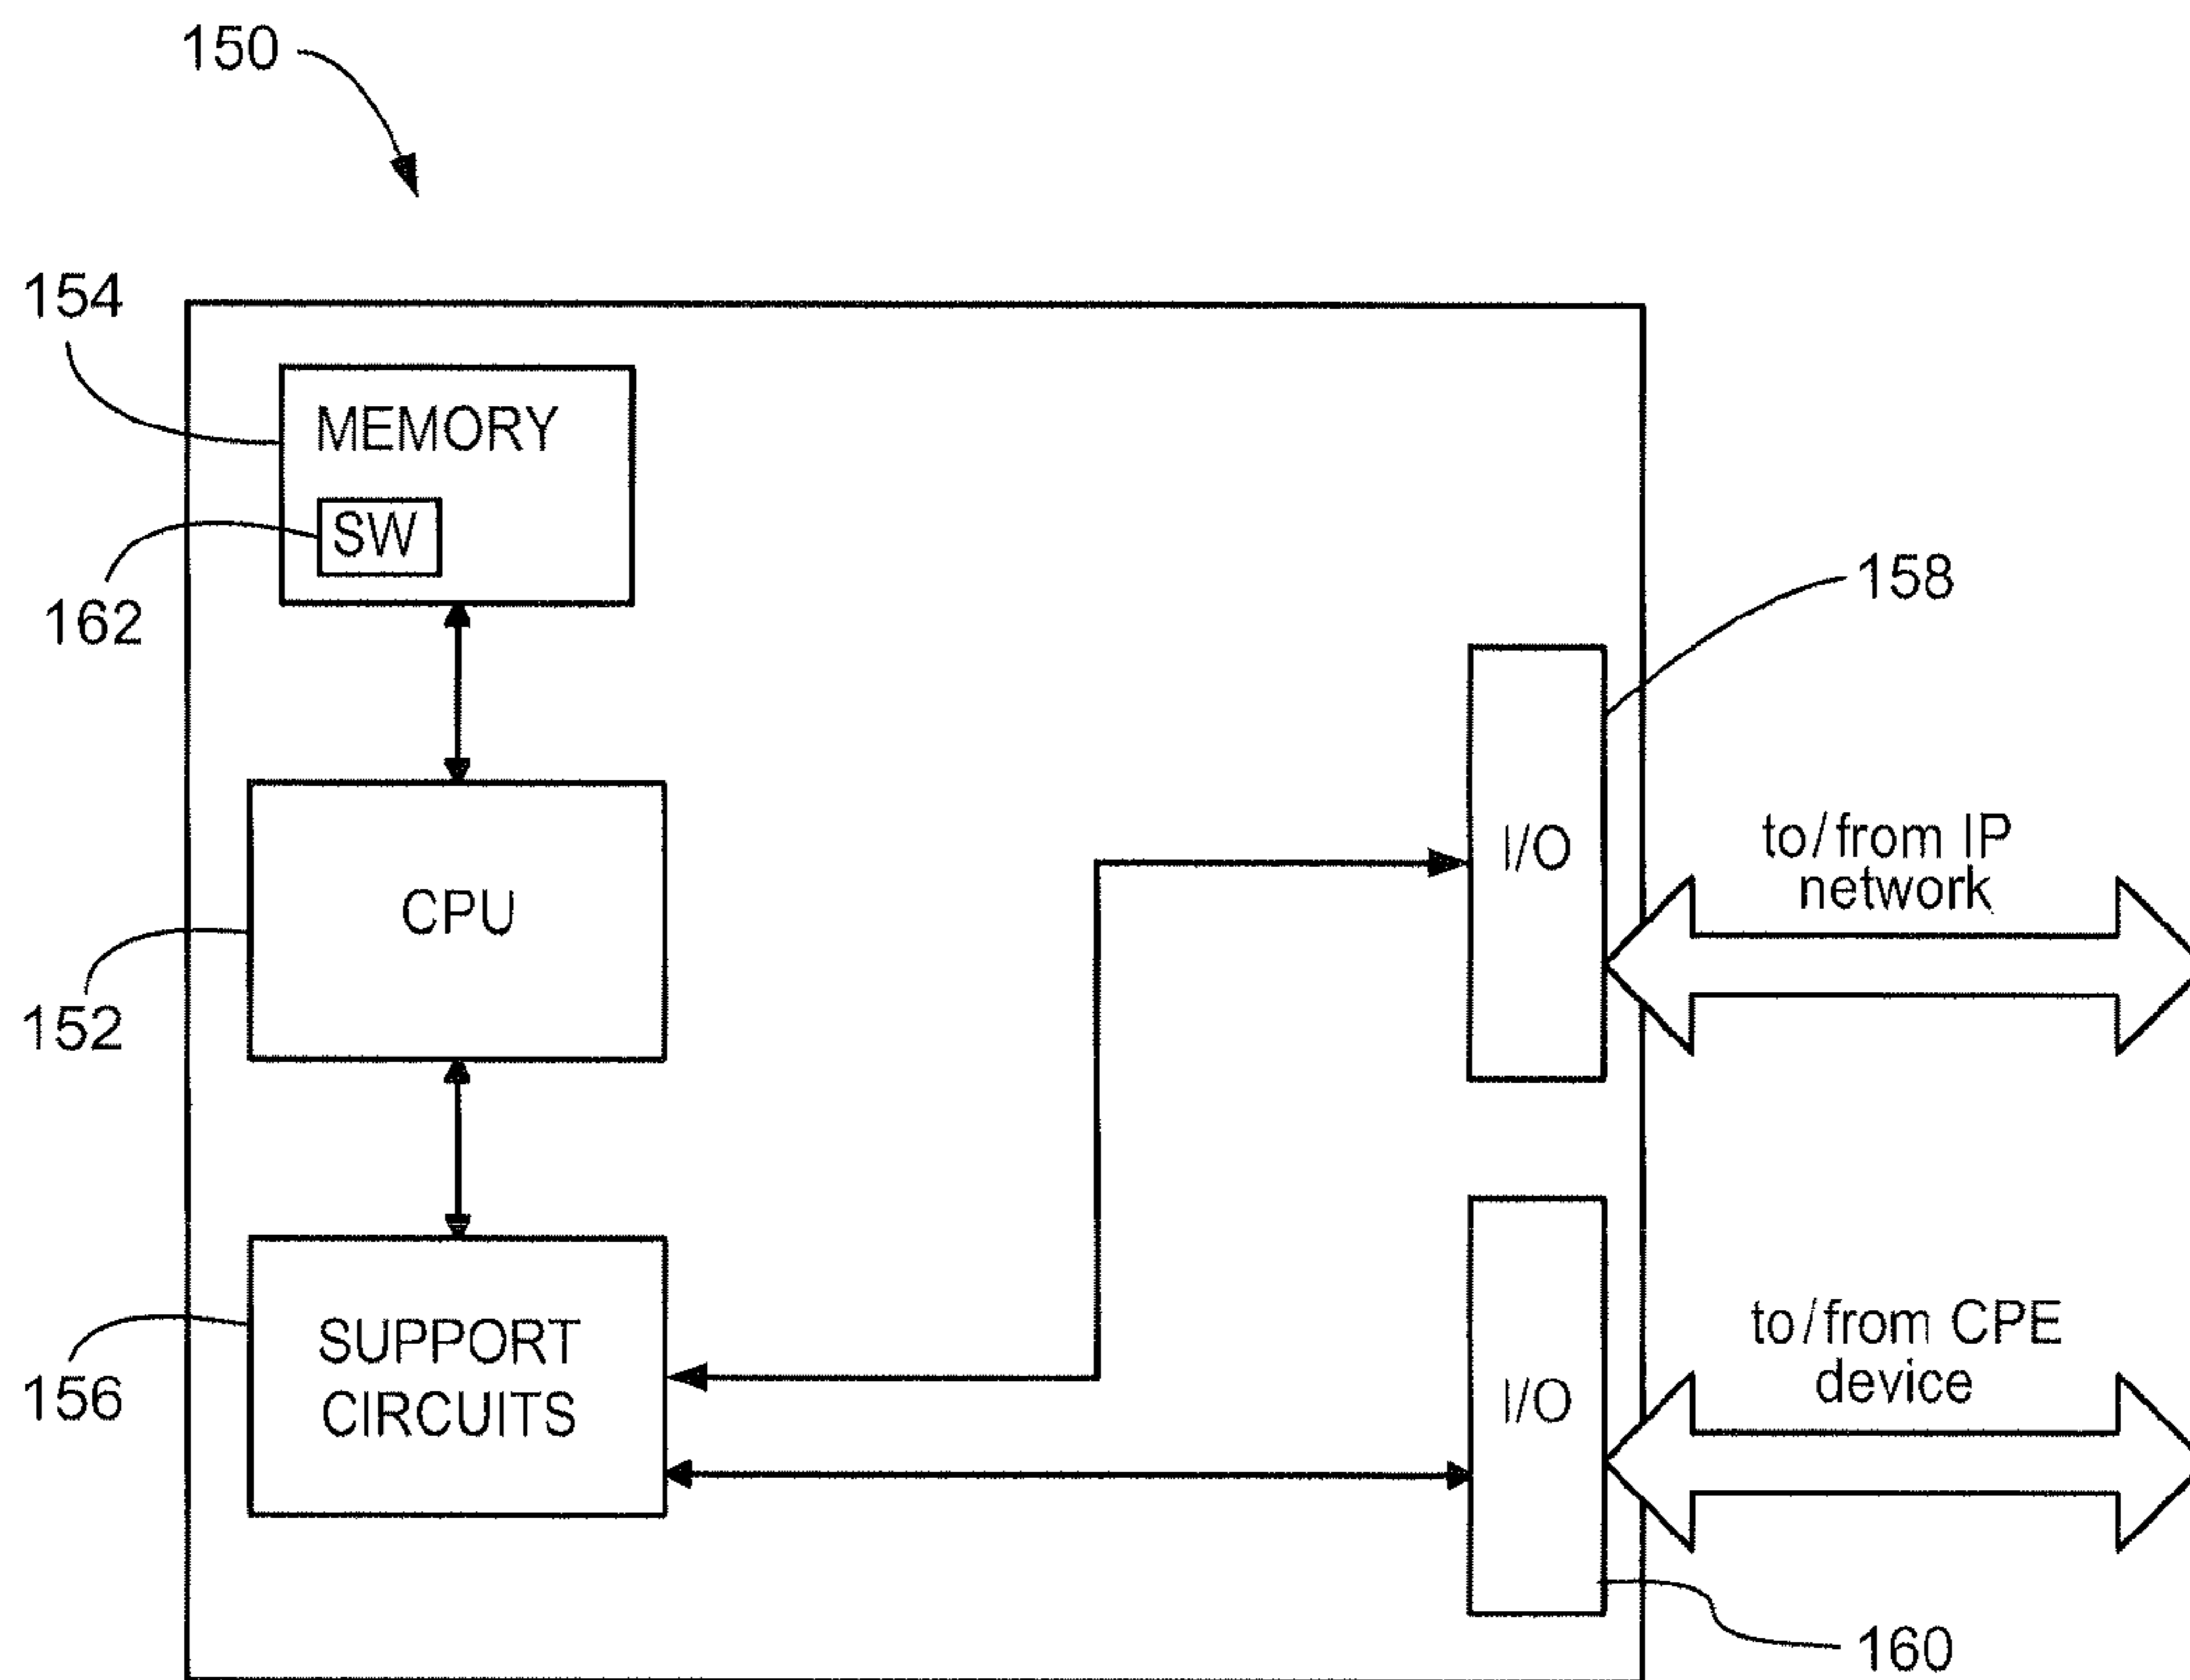 150
154
MEMORY
SW
162
158
I/O
to/from IP
network
CPU
152
I/O
to/from CPE
device
SUPPORT
CIRCUITS
156
160